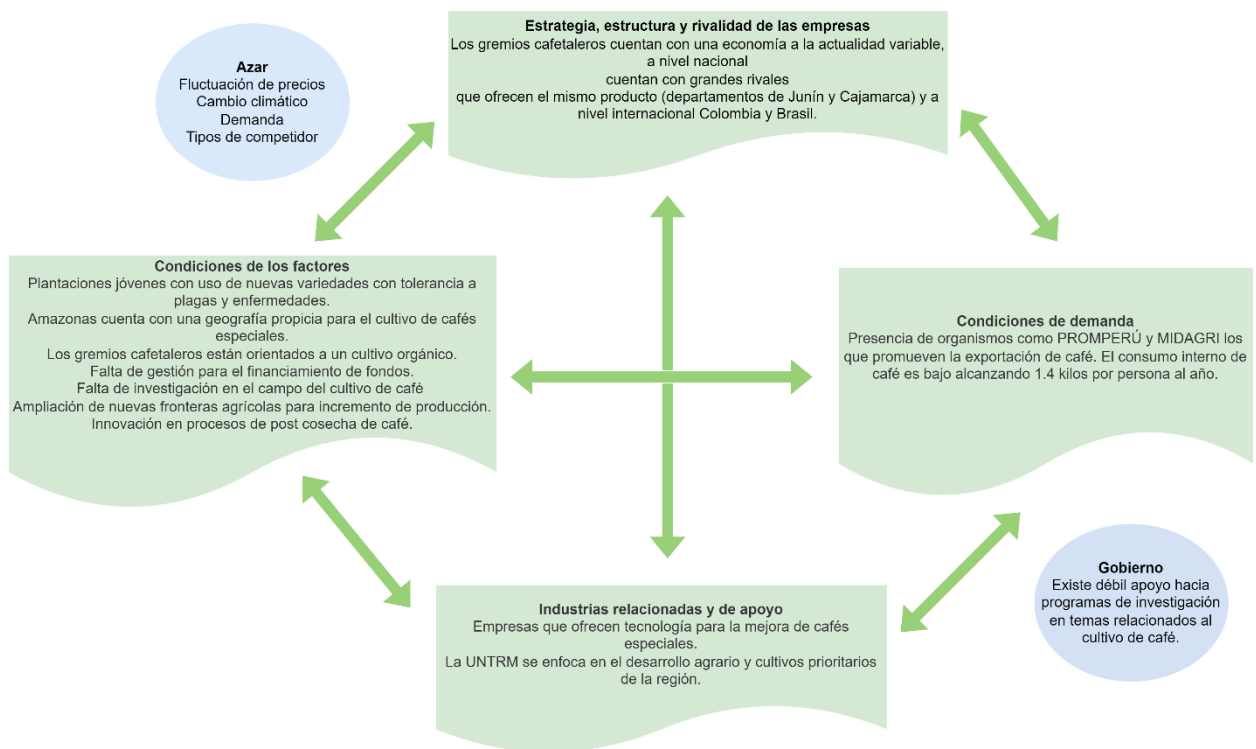 Estrategia, estructura y rivalidad de las empresas
Los gremios cafetaleros cuentan con una economía a la actualidad variable,
a nivel nacional
cuentan con grandes rivales
que ofrecen el mismo producto (departamentos de Junín y Cajamarca) y a
nivel internacional Colombia y Brasil.
Azar
Fluctuación de precios
Cambio climático
Demanda
Tipos de competidor
Condiciones de los factores
Plantaciones jóvenes con uso de nuevas variedades con tolerancia a
plagas y enfermedades.
Amazonas cuenta con una geografía propicia para el cultivo de cafés
especiales.
Los gremios cafetaleros están orientados a un cultivo orgánico.
Falta de gestión para el financiamiento de fondos.
Falta de investigación en el campo del cultivo de café
Ampliación de nuevas fronteras agrícolas para incremento de producción.
Innovación en procesos de post cosecha de café.
Condiciones de demanda
Presencia de organismos como PROMPERÚ y MIDAGRI los
que promueven la exportación de café. El consumo interno de
café es bajo alcanzando 1.4 kilos por persona al año.
Industrias relacionadas y de apoyo
Empresas que ofrecen tecnología para la mejora de cafés
especiales.
La UNTRM se enfoca en el desarrollo agrario y cultivos prioritarios
de la región.
Gobierno
Existe débil apoyo hacia
programas de investigación
en temas relacionados al
cultivo de café.